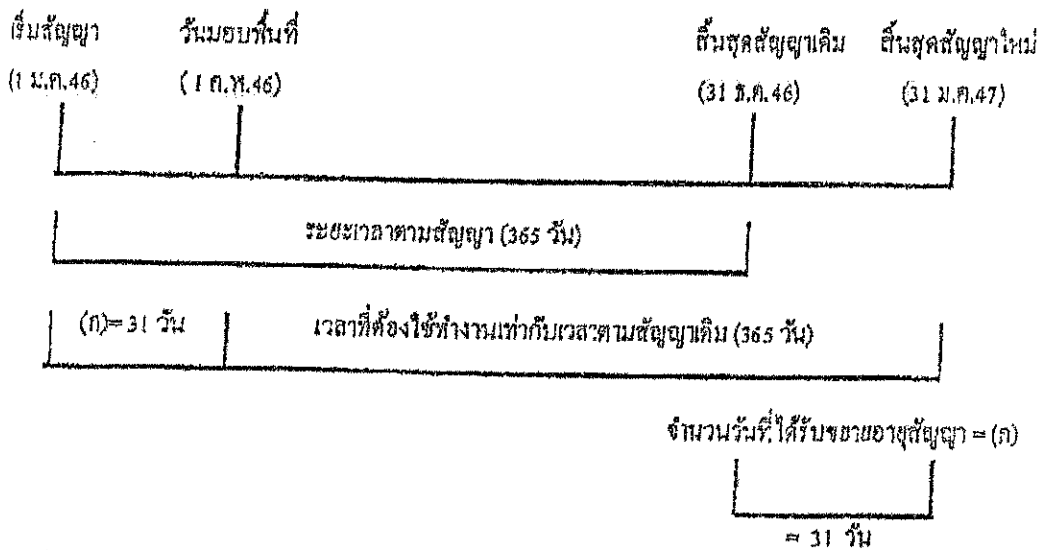 เริ่มสัญญา วันมอบพื้นที่ สิ้นสุดสัญญาเดิม สิ้นสุดสัญญาใหม่
(1 ม.ค.46) (1 ก.พ.46) (31 ธ.ค.46) (31 ม.ค.47)
ระยะเวลาตามสัญญา (365 วัน)
(ก)= 31 วัน เวลาที่ต้องใช้ทำงานเท่ากับเวลาตามสัญญาเดิม (365 วัน)
จำนวนวันที่ได้รับขยายอายุสัญญา = (ก)
= 31 วัน